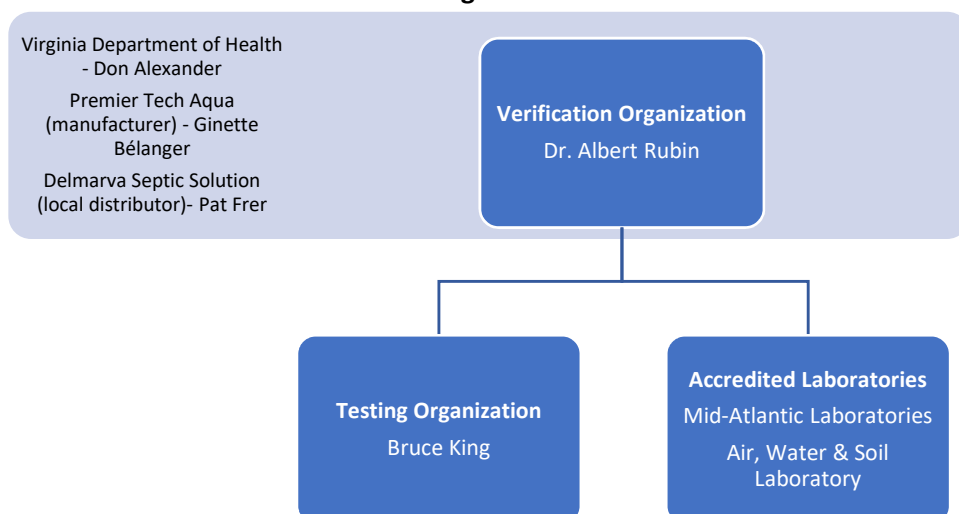 Virginia Department of Health
- Don Alexander
Premier Tech Aqua
(manufacturer) - Ginette
Bélanger
Delmarva Septic Solution
(local distributor)- Pat Frer
Verification Organization
Dr. Albert Rubin
Testing Organization
Bruce King
Accredited Laboratories
Mid-Atlantic Laboratories
Air, Water & Soil
Laboratory